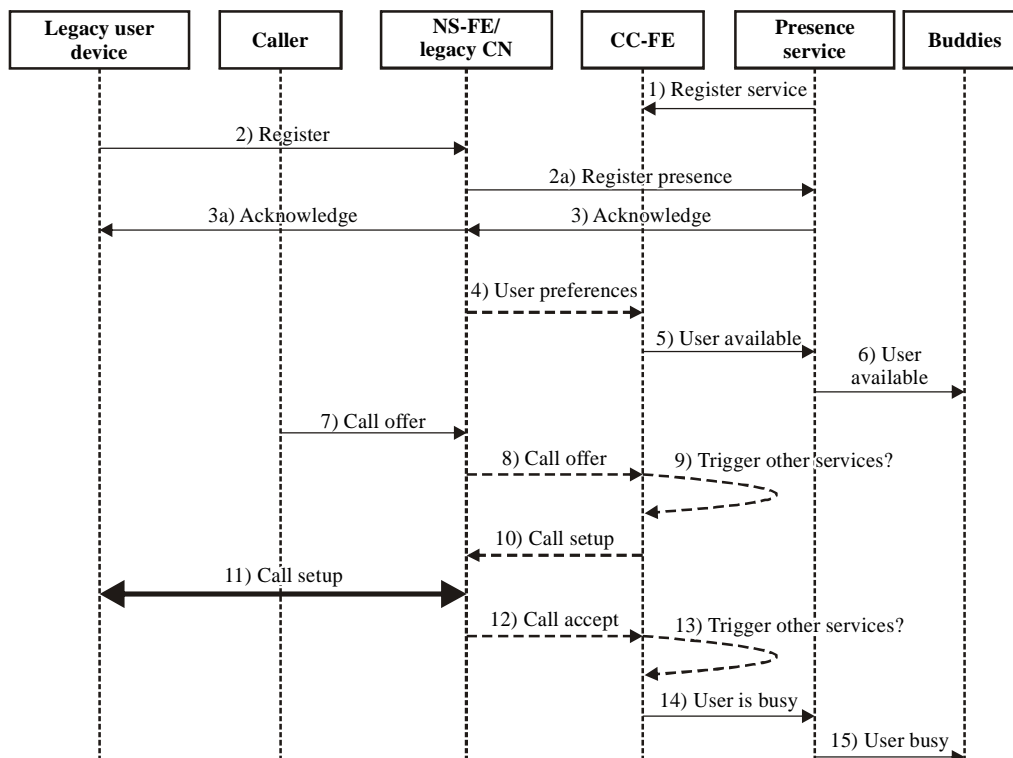 Legacy user
device
Caller
NS-FE/
legacy CN
CC-FE
Presence
service
Buddies
1) Register service
2) Register
2a) Register presence
3a) Acknowledge
3) Acknowledge
4) User preferences
5) User available
6) User
available
7) Call offer
8) Call offer
9) Trigger other services?
10) Call setup
11) Call setup
12) Call accept
13) Trigger other services?
14) User is busy
15) User busy